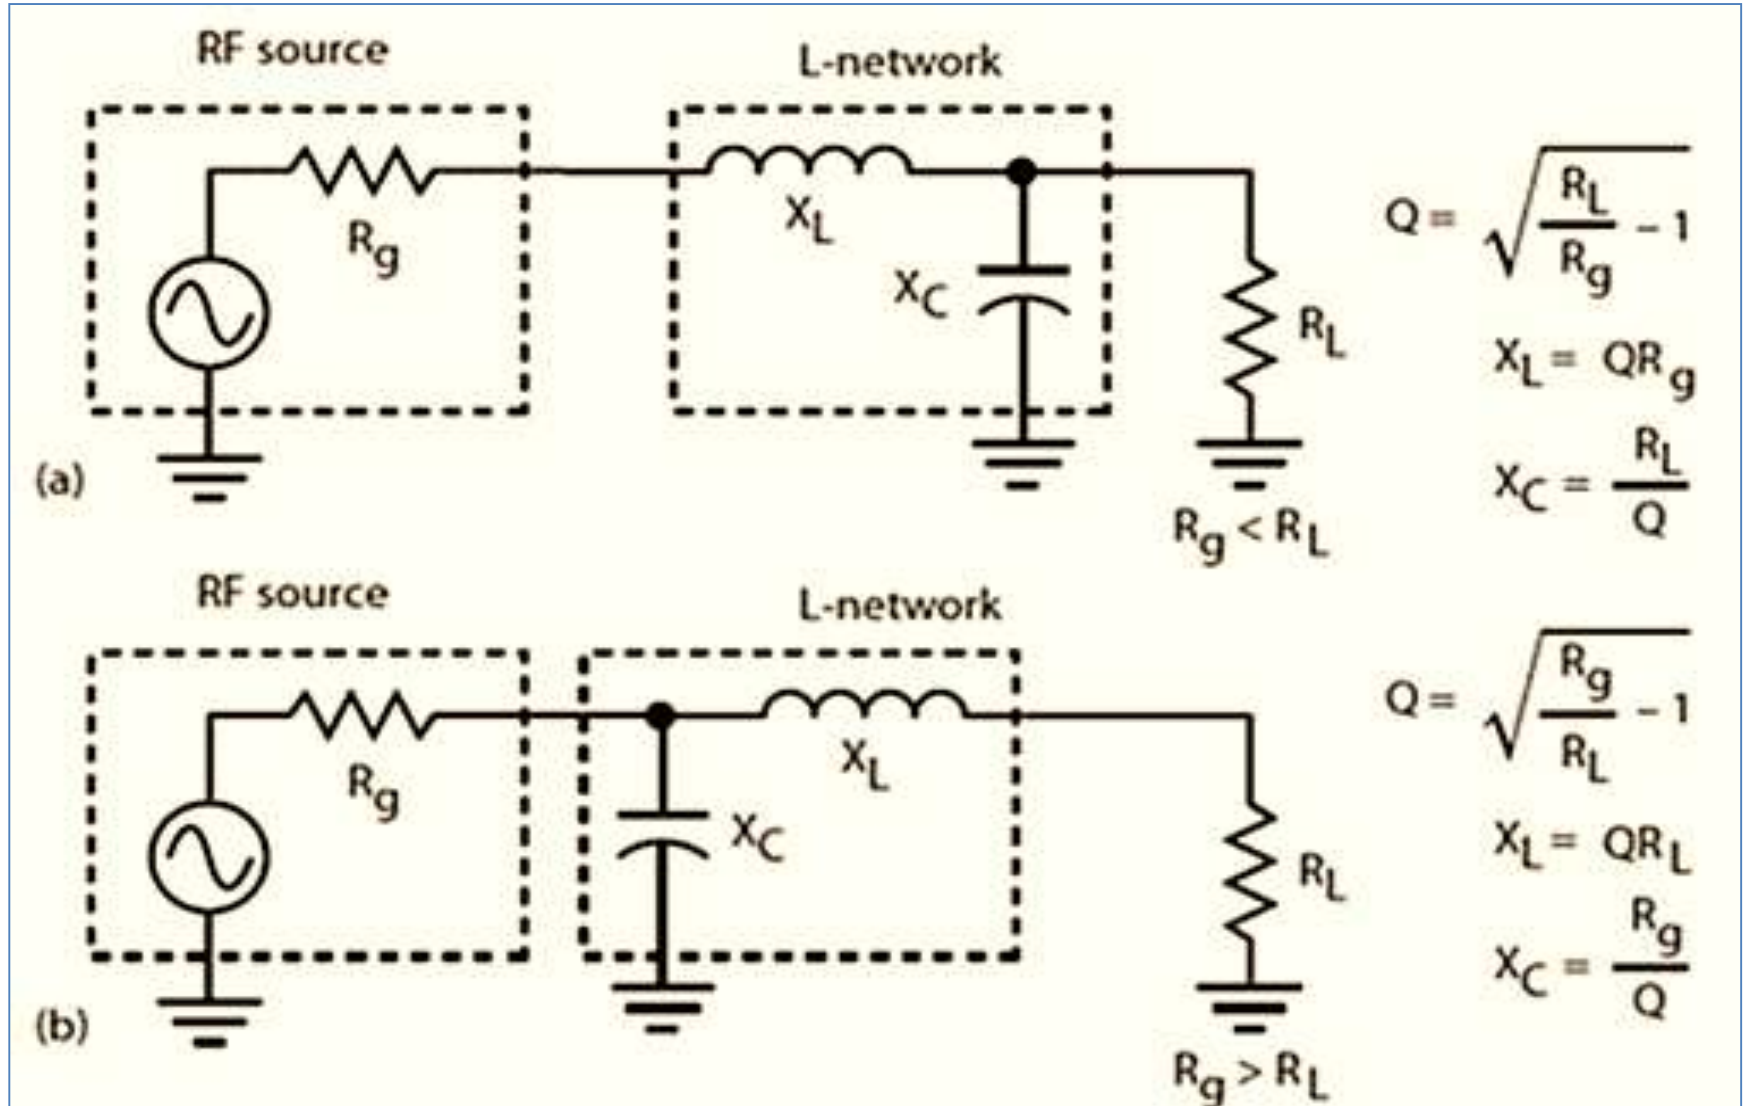 RF source
L-network
Rg
XL
XC
RL
Q = √(RL/Rg − 1)
XL = QRg
XC = RL/Q
(a)
Rg < RL
RF source
L-network
Rg
XL
XC
RL
Q = √(Rg/RL − 1)
XL = QRL
XC = Rg/Q
(b)
Rg > RL